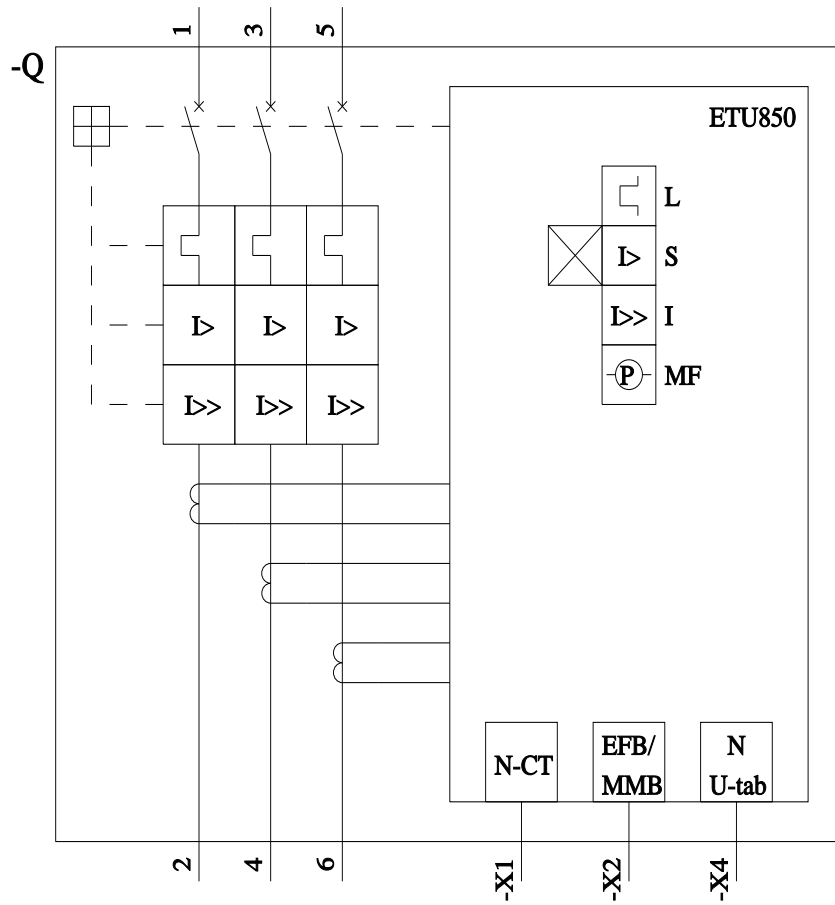 1 3 5
-Q
ETU850
L
I> S
I>> I
P MF
I> I> I>
I>> I>> I>>
N-CT
EFB/
MMB
N
U-tab
2 4 6
-X1 -X2 -X4